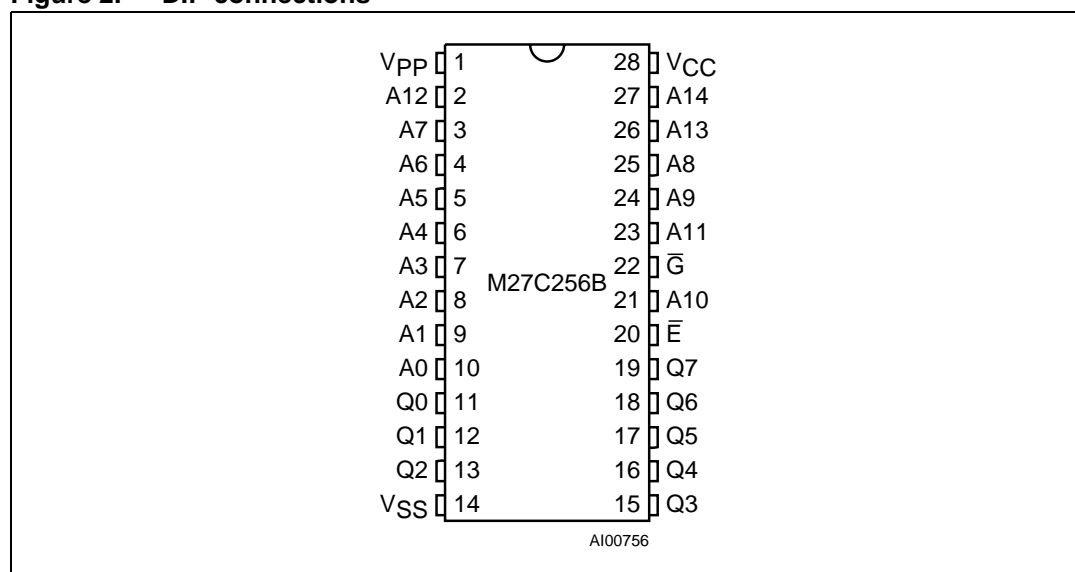 Figure 2. DIP connections
VPP 1 28 VCC
A12 2 27 A14
A7 3 26 A13
A6 4 25 A8
A5 5 24 A9
A4 6 23 A11
A3 7 22 G̅
M27C256B
A2 8 21 A10
A1 9 20 E̅
A0 10 19 Q7
Q0 11 18 Q6
Q1 12 17 Q5
Q2 13 16 Q4
VSS 14 15 Q3
AI00756